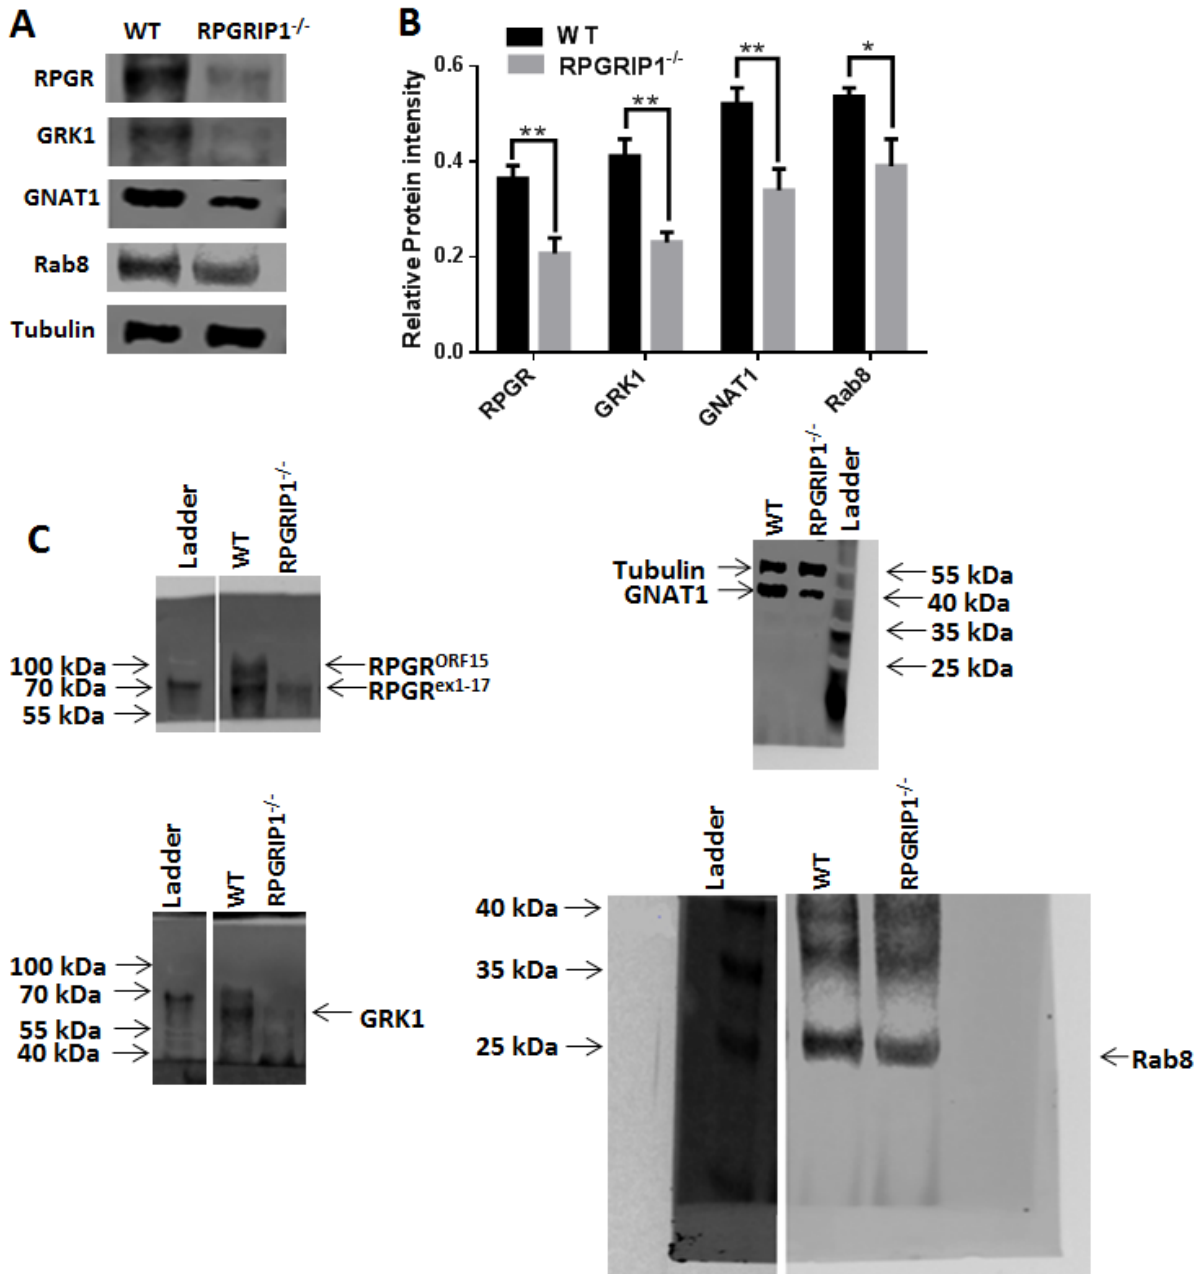 A
WT RPGRIP1-/-
RPGR
GRK1
GNAT1
Rab8
Tubulin
B
WT
RPGRIP1-/-
Relative Protein intensity
0.6
0.4
0.2
0.0
**
**
**
*
RPGR
GRK1
GNAT1
Rab8
C
Ladder
WT
RPGRIP1-/-
100 kDa
70 kDa
55 kDa
RPGRORF15
RPGRex1-17
WT
RPGRIP1-/-
Ladder
Tubulin
GNAT1
55 kDa
40 kDa
35 kDa
25 kDa
Ladder
WT
RPGRIP1-/-
100 kDa
70 kDa
55 kDa
40 kDa
GRK1
Ladder
WT
RPGRIP1-/-
40 kDa
35 kDa
25 kDa
Rab8